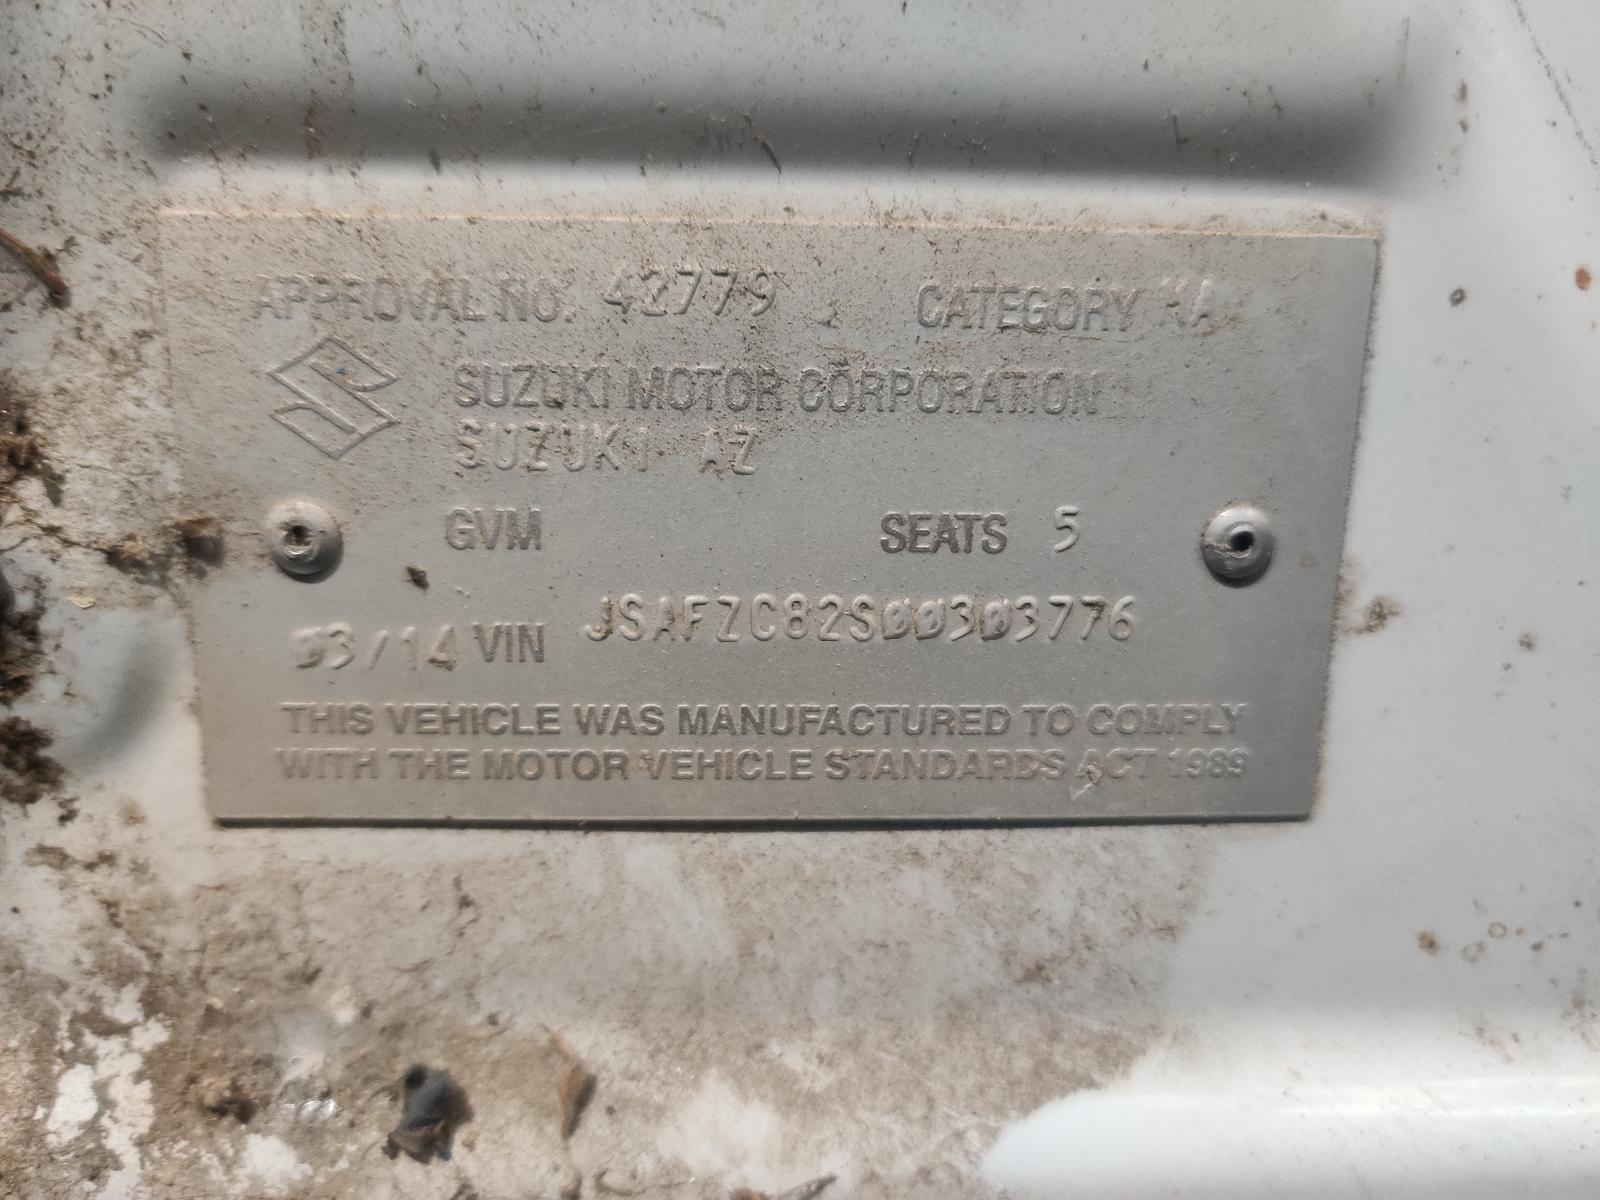 APPROVAL NO. 42779 CATEGORY MA
SUZUKI MOTOR CORPORATION
SUZUKI AZ
GVM SEATS 5
03/14 VIN JSAFZC82S00303776
THIS VEHICLE WAS MANUFACTURED TO COMPLY
WITH THE MOTOR VEHICLE STANDARDS ACT 1989